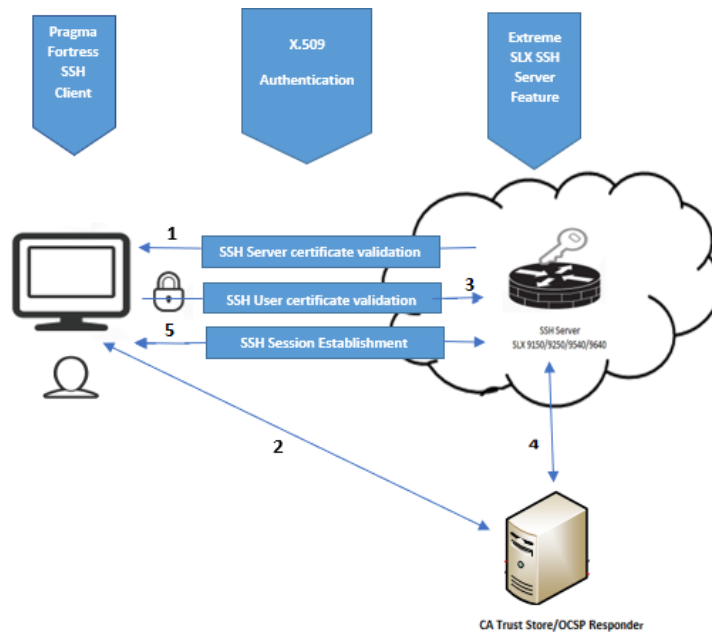 Pragma
Fortress
SSH
Client
X.509
Authentication
Extreme
SLX SSH
Server
Feature
1
SSH Server certificate validation
SSH User certificate validation
3
5
SSH Session Establishment
SSH Server
SLX 9150/9250/9540/9640
2
4
CA Trust Store/OCSP Responder